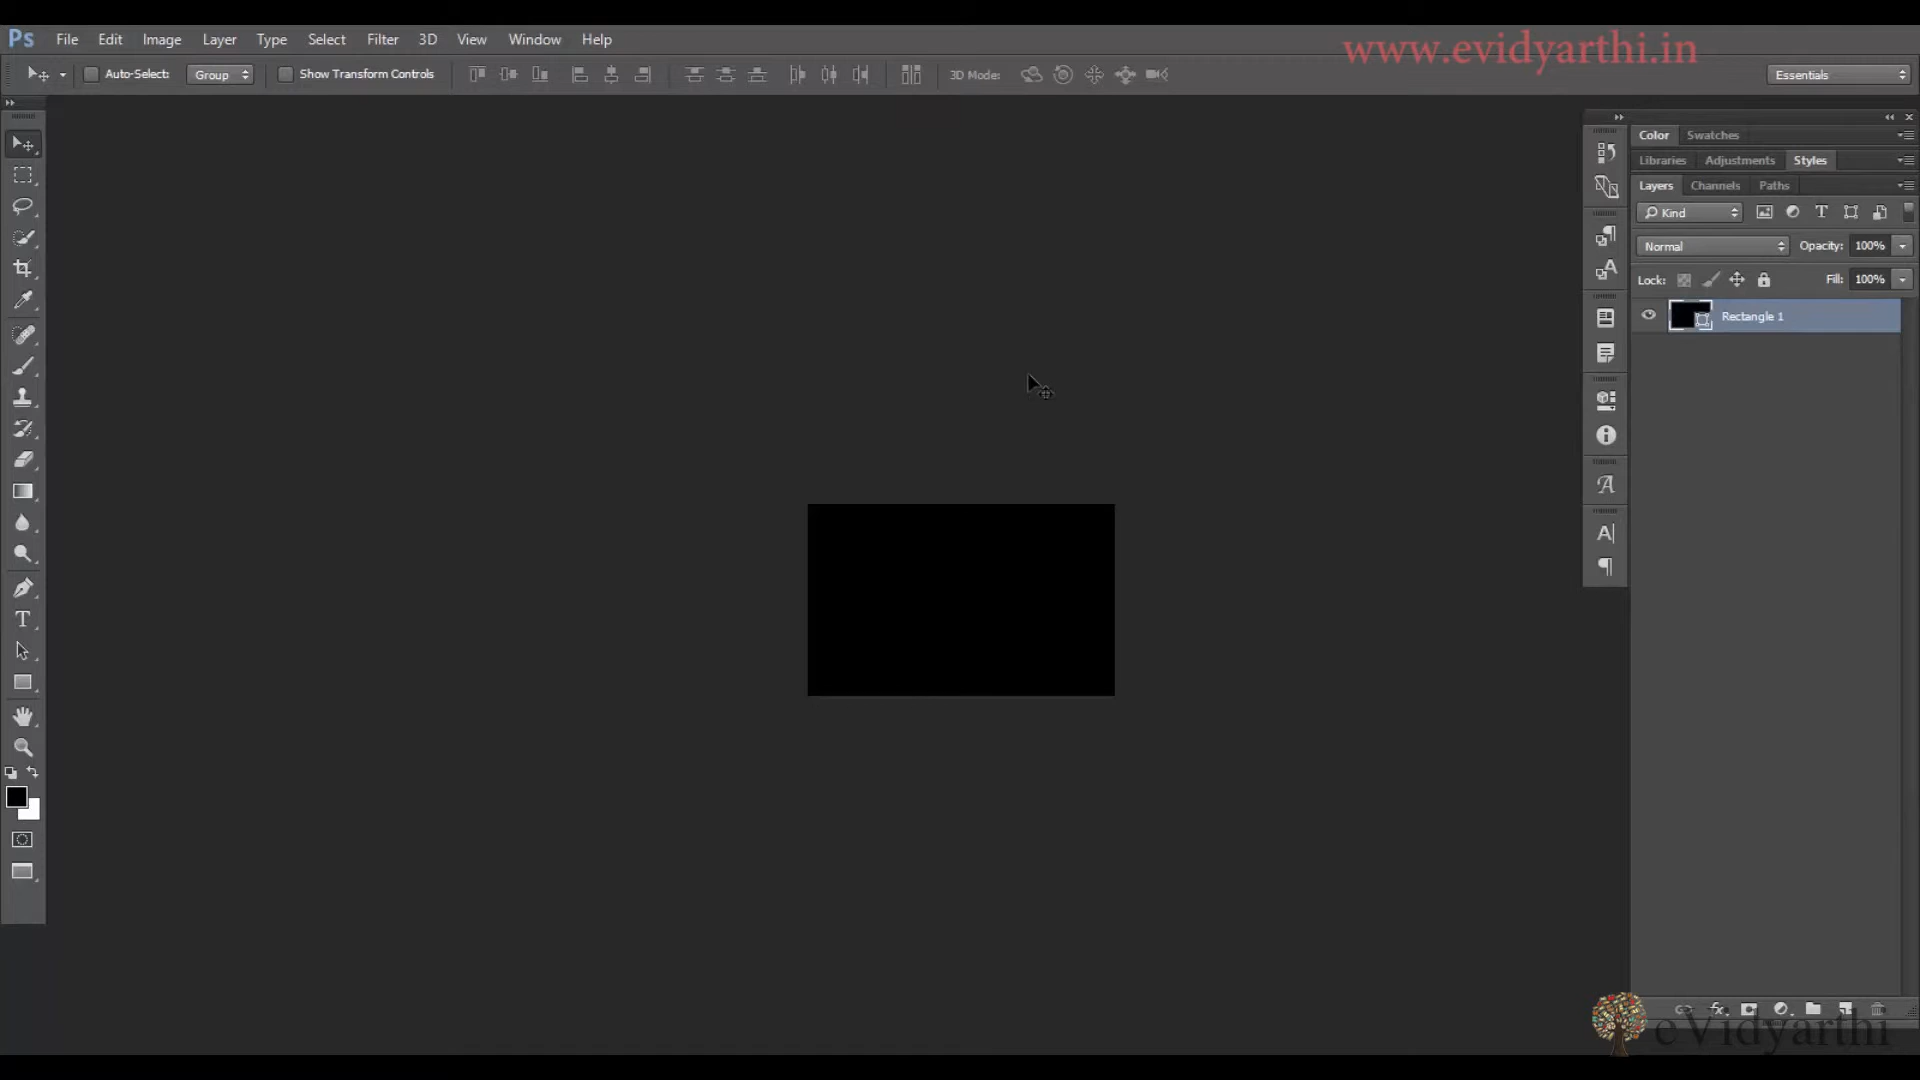 www.evidyarthi.in
Ps File Edit Image Layer Type Select Filter 3D View Window Help
Auto-Select: Group Show Transform Controls 3D Mode: Essentials
Color Swatches
Libraries Adjustments Styles
Layers Channels Paths
Kind
Normal Opacity: 100%
Lock: Fill: 100%
Rectangle 1
eVidyarthi